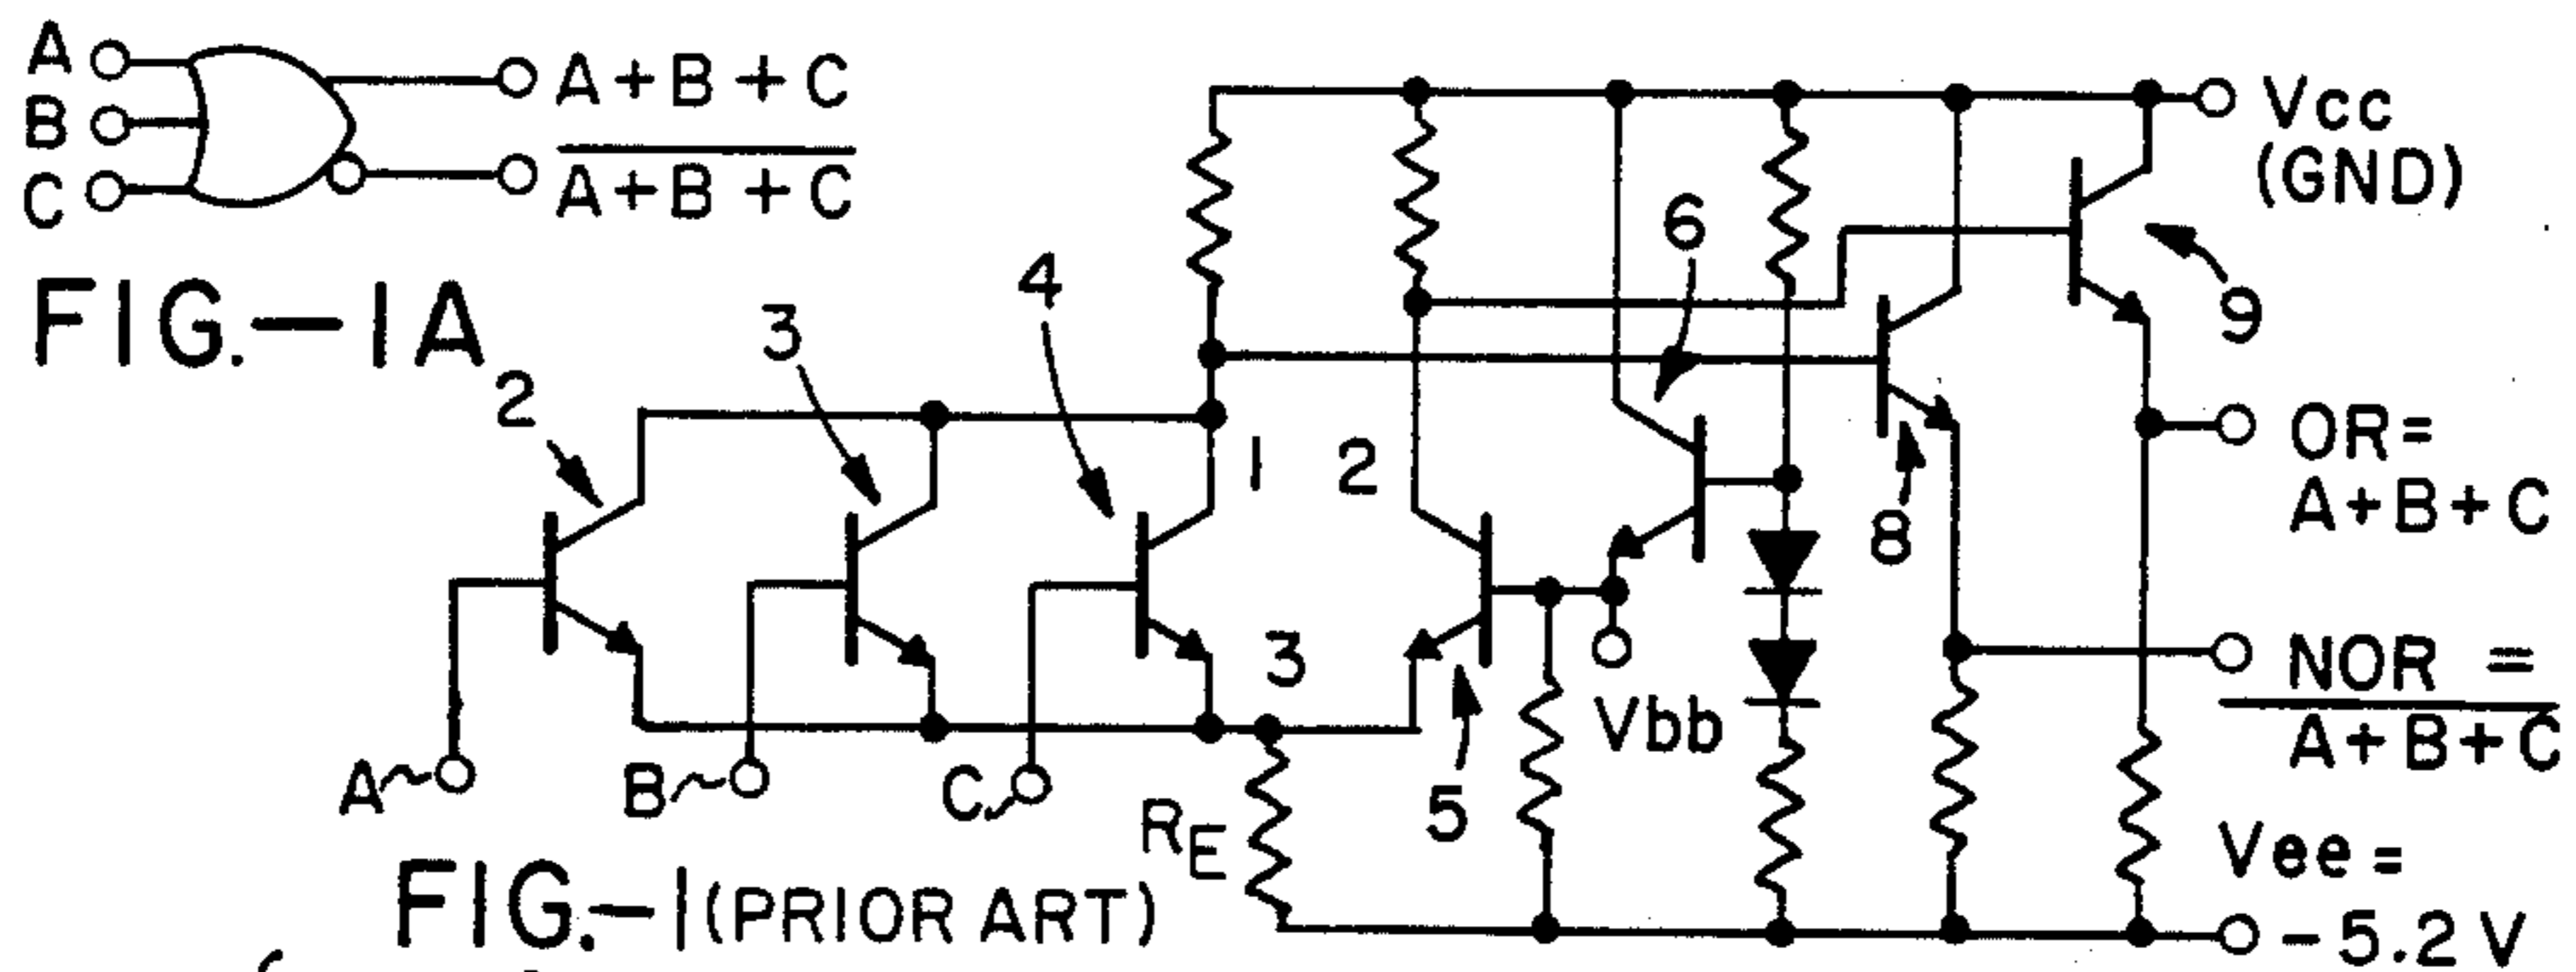 A
B
C
A+B+C
A+B+C
FIG.-1A
2
3
4
1
2
3
5
6
8
9
Vcc
(GND)
OR=
A+B+C
NOR =
A+B+C
Vbb
A
B
C
RE
Vee=
-5.2 V
FIG.-1(PRIOR ART)